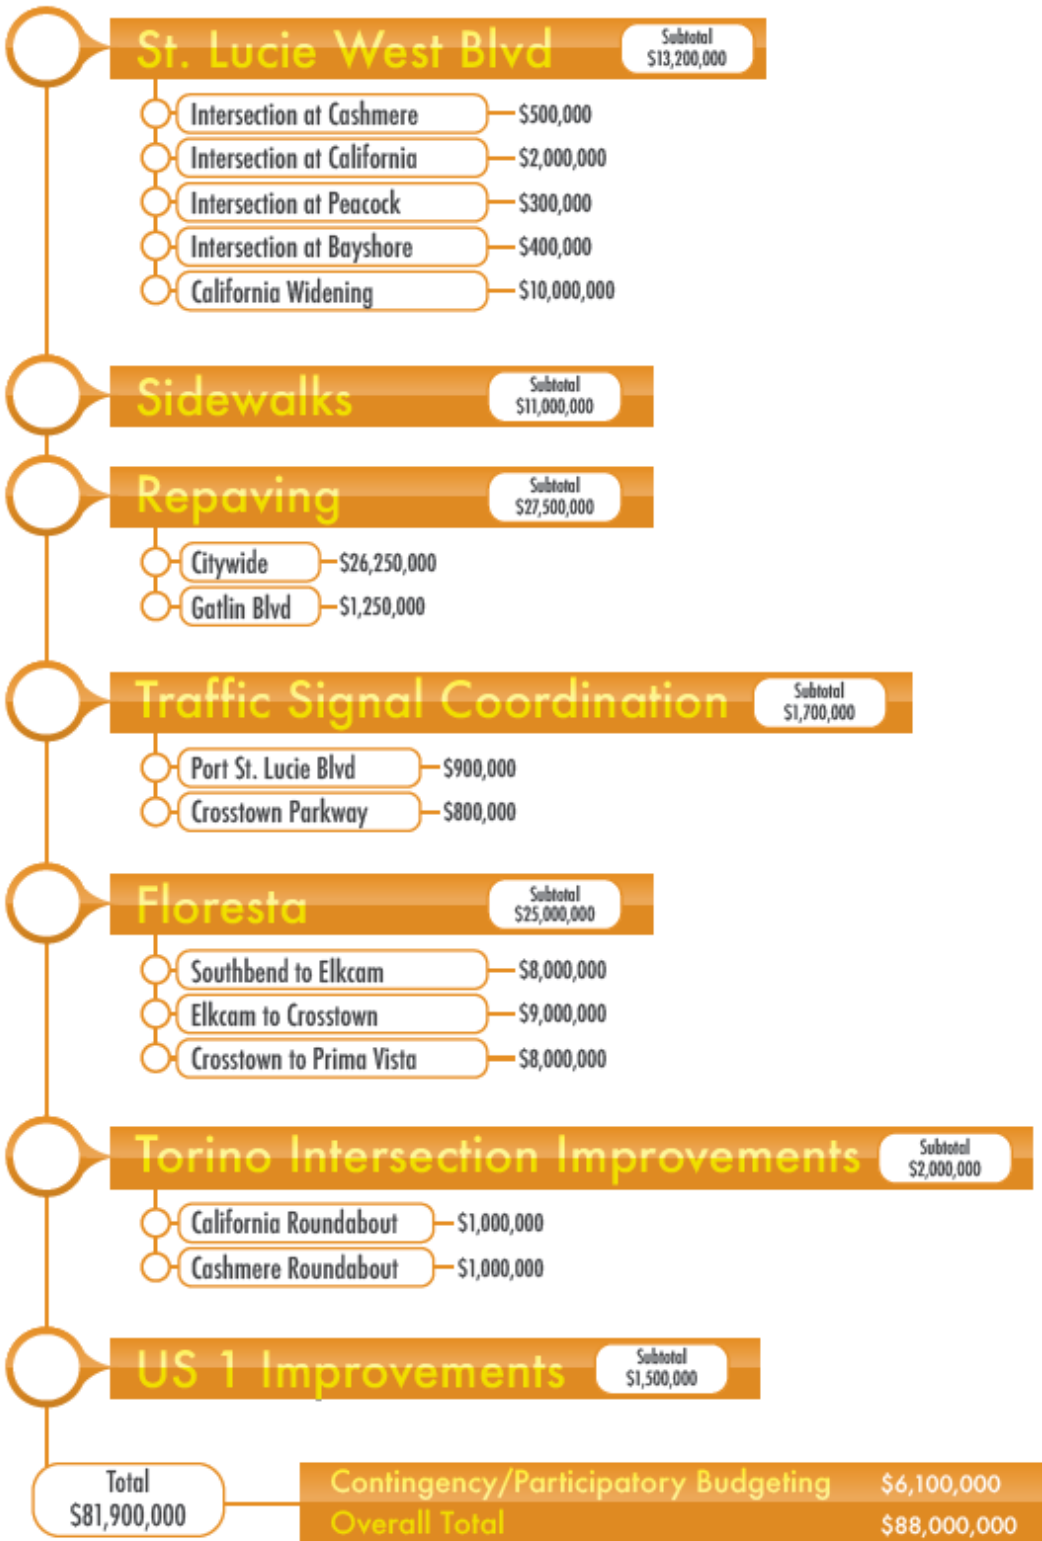 St. Lucie West Blvd
Subtotal
$13,200,000
Intersection at Cashmere $500,000
Intersection at California $2,000,000
Intersection at Peacock $300,000
Intersection at Bayshore $400,000
California Widening $10,000,000
Sidewalks
Subtotal
$11,000,000
Repaving
Subtotal
$27,500,000
Citywide $26,250,000
Gatlin Blvd $1,250,000
Traffic Signal Coordination
Subtotal
$1,700,000
Port St. Lucie Blvd $900,000
Crosstown Parkway $800,000
Floresta
Subtotal
$25,000,000
Southbend to Elkcam $8,000,000
Elkcam to Crosstown $9,000,000
Crosstown to Prima Vista $8,000,000
Torino Intersection Improvements
Subtotal
$2,000,000
California Roundabout $1,000,000
Cashmere Roundabout $1,000,000
US 1 Improvements
Subtotal
$1,500,000
Total
$81,900,000
Contingency/Participatory Budgeting $6,100,000
Overall Total $88,000,000